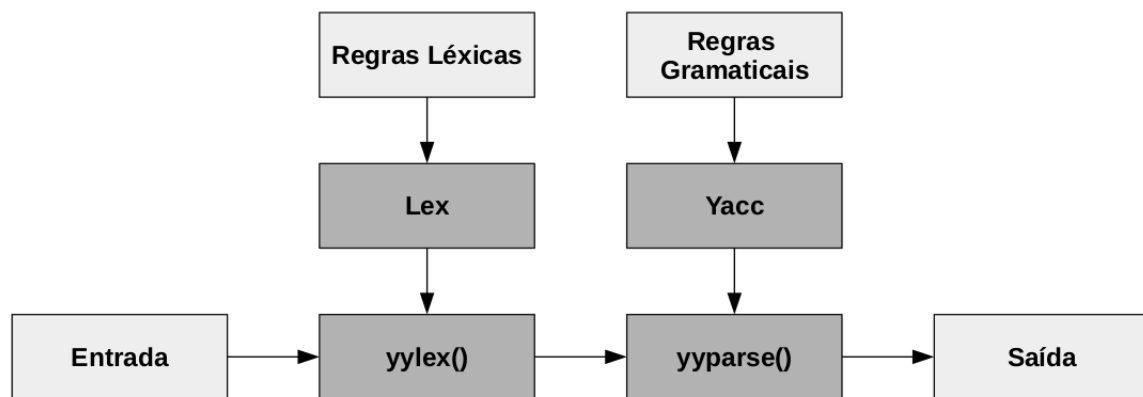 Regras Léxicas
Regras
Gramaticais
Lex
Yacc
Entrada
yylex()
yyparse()
Saída